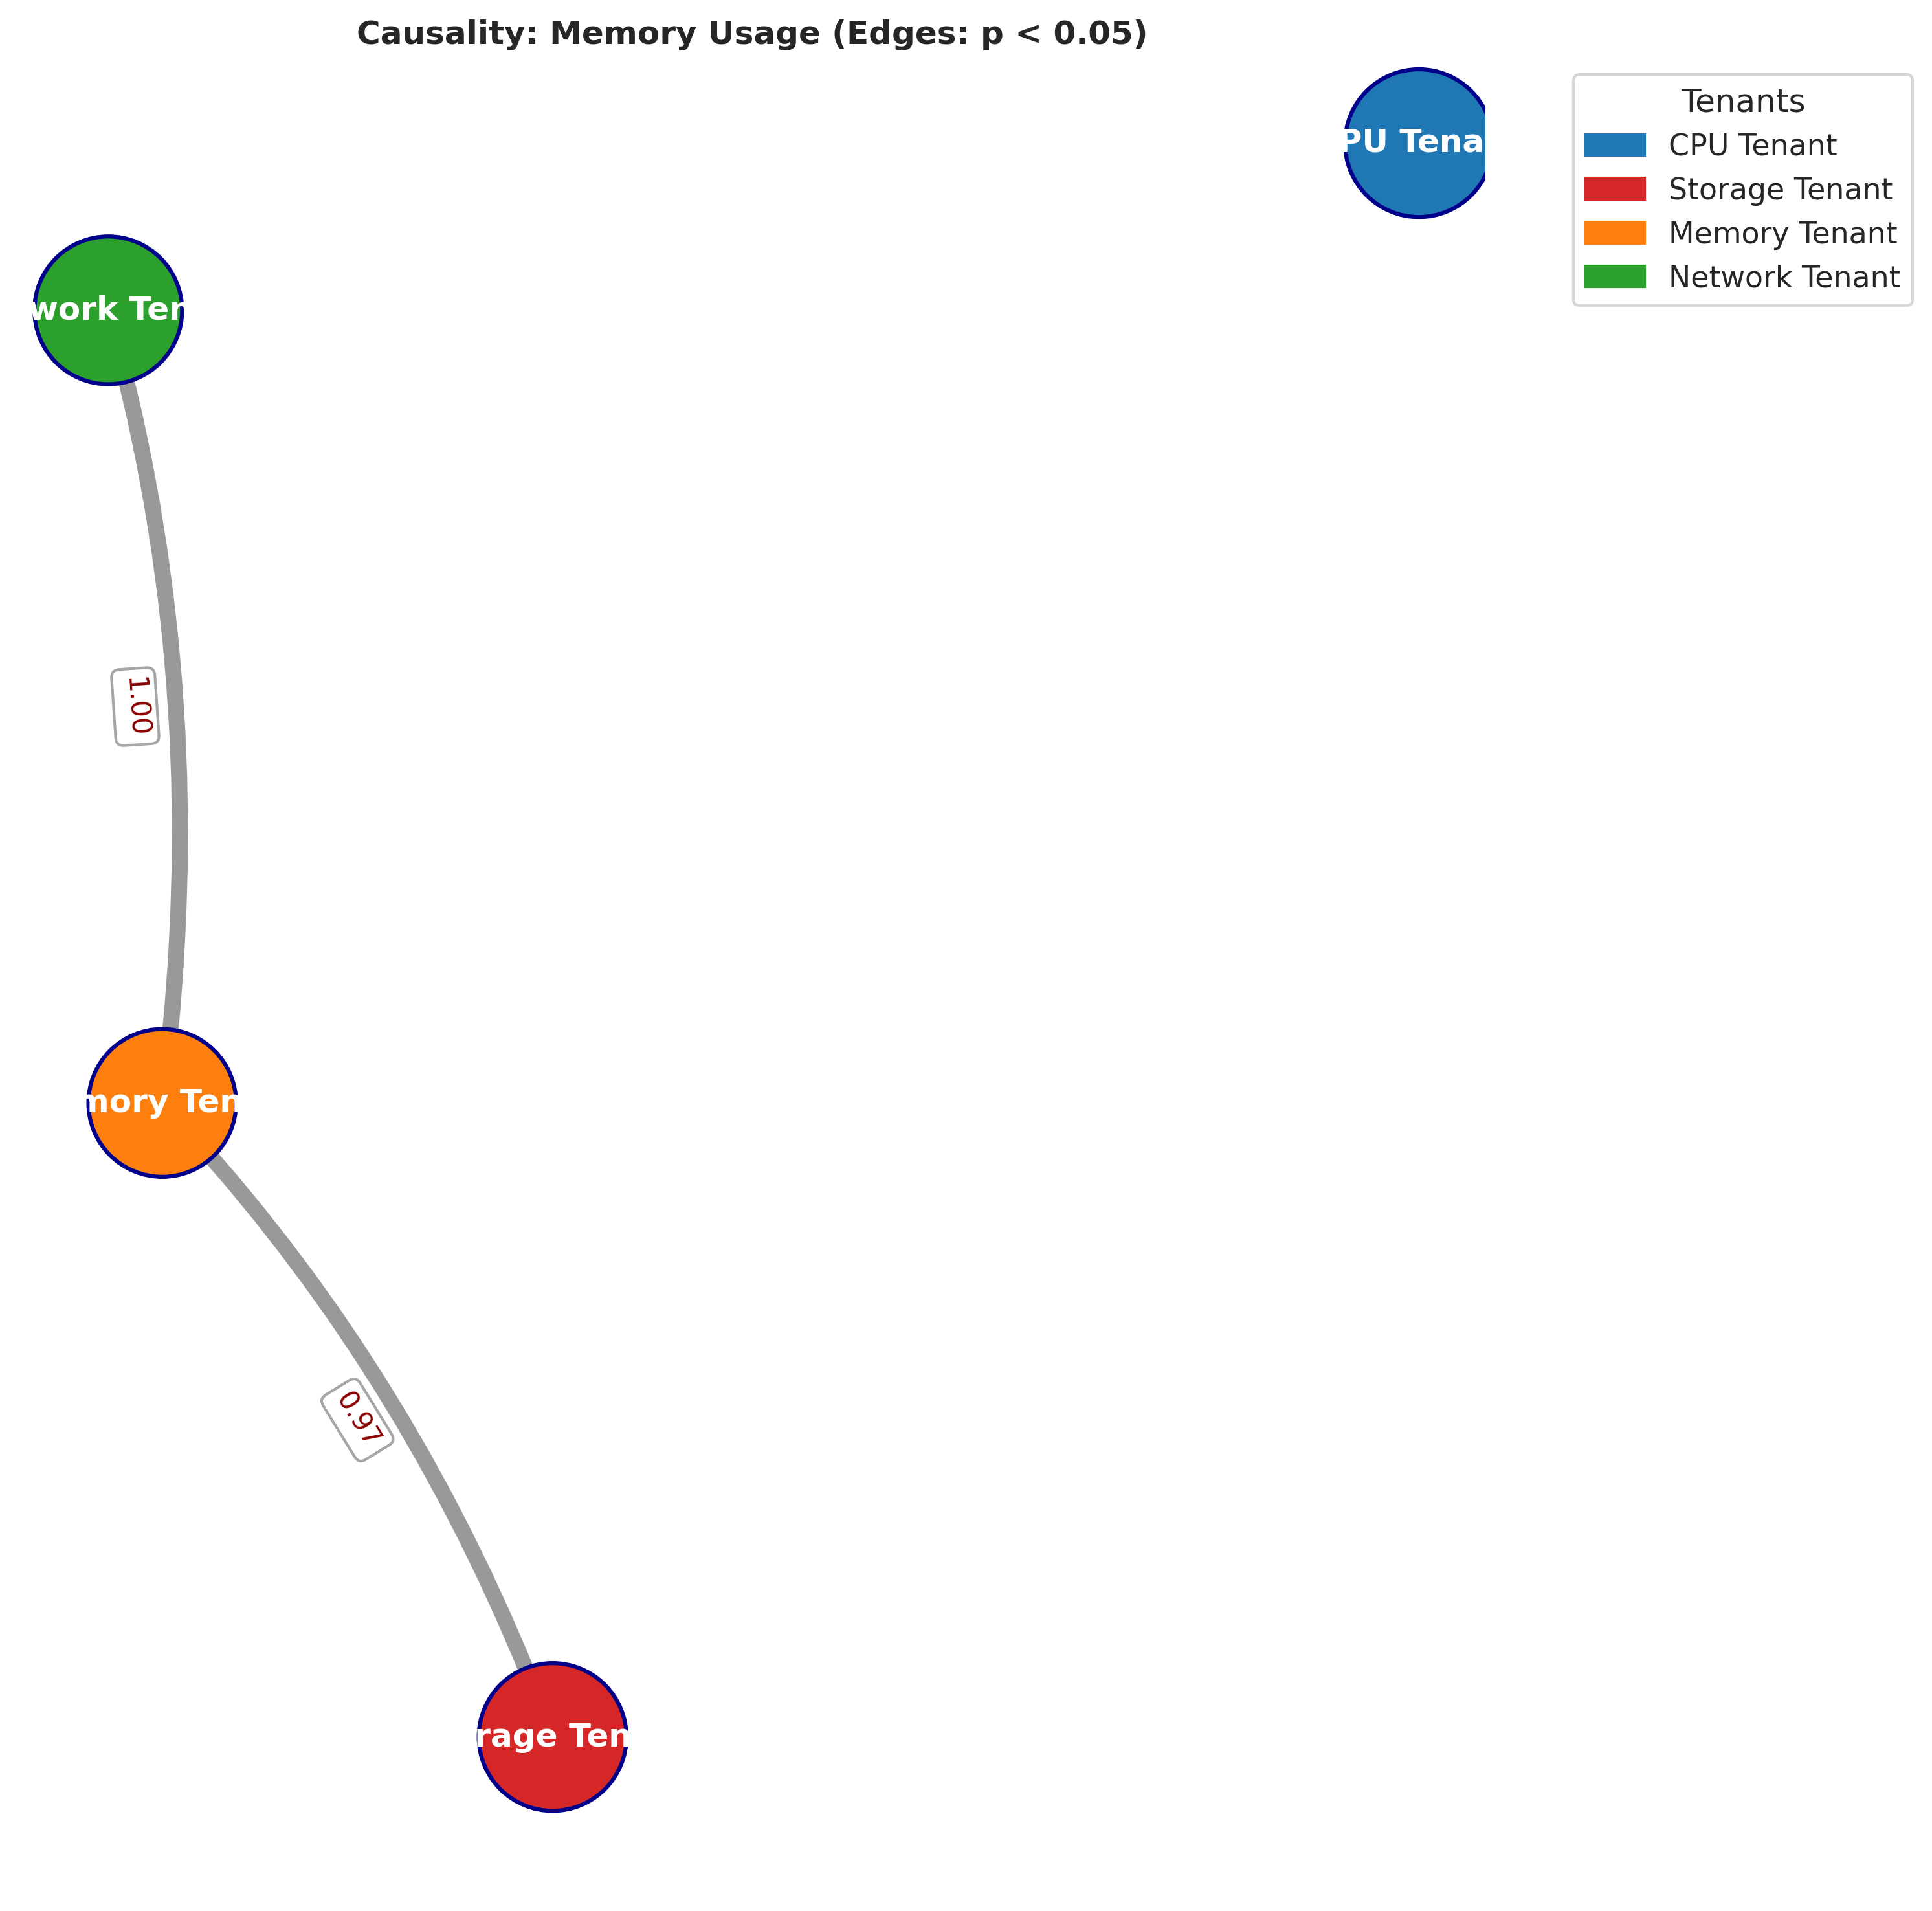 Causality: Memory Usage (Edges: p < 0.05)
PU Tena
Tenants
CPU Tenant
Storage Tenant
Memory Tenant
Network Tenant
work Ten
1.00
mory Ten
0.97
rage Ten